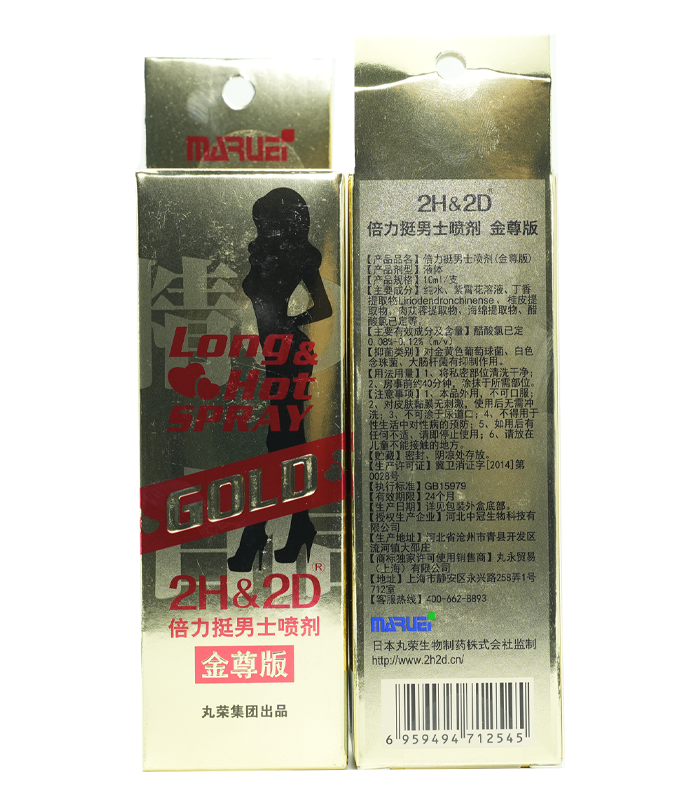 MARUEI
情
Long&
Hot
SPRAY
GOLD
2H&2D
®
倍力挺男士喷剂
金尊版
丸荣集团出品
2H&2D
倍力挺男士喷剂 金尊版
【产品品名】倍力挺男士喷剂(金尊版)
【产品剂型】液体
【产品规格】10ml/支
【主要成分】纯水、紫霄花溶液、丁香
提取物Liriodendronchinense、桂皮提
取物、肉苁蓉提取物、海绵提取物、醋
酸氯已定等。
【主要有效成分及含量】醋酸氯已定
0.08%-0.12% (m/v)
【抑菌类别】对金黄色葡萄球菌、白色
念珠菌、大肠杆菌有抑制作用。
【用法用量】1、将私密部位清洗干净；
2、房事前约40分钟，涂抹于所需部位。
【注意事项】1、本品外用，不可口服；
2、对皮肤黏膜无刺激，使用后无需冲
洗；3、不可涂于尿道口；4、不得用于
性生活中对性病的预防；5、如用后有
任何不适、请即停止使用；6、请放在
儿童不能接触的地方。
【贮藏】密封、阴凉处存放。
【生产许可证】冀卫消证字[2014]第
0028号
【执行标准】GB15979
【有效期限】24个月
【生产日期】详见包装外盒底部。
【授权生产企业】河北中冠生物科技有
限公司
【生产地址】河北省沧州市青县开发区
流河镇大邵庄
【商标独家许可使用销售商】丸永贸易
（上海）有限公司
【地址】上海市静安区永兴路258弄1号
712室
【客服热线】400-662-8893
MARUEI
日本丸荣生物制药株式会社监制
http://www.2h2d.cn/
6 959494 712545